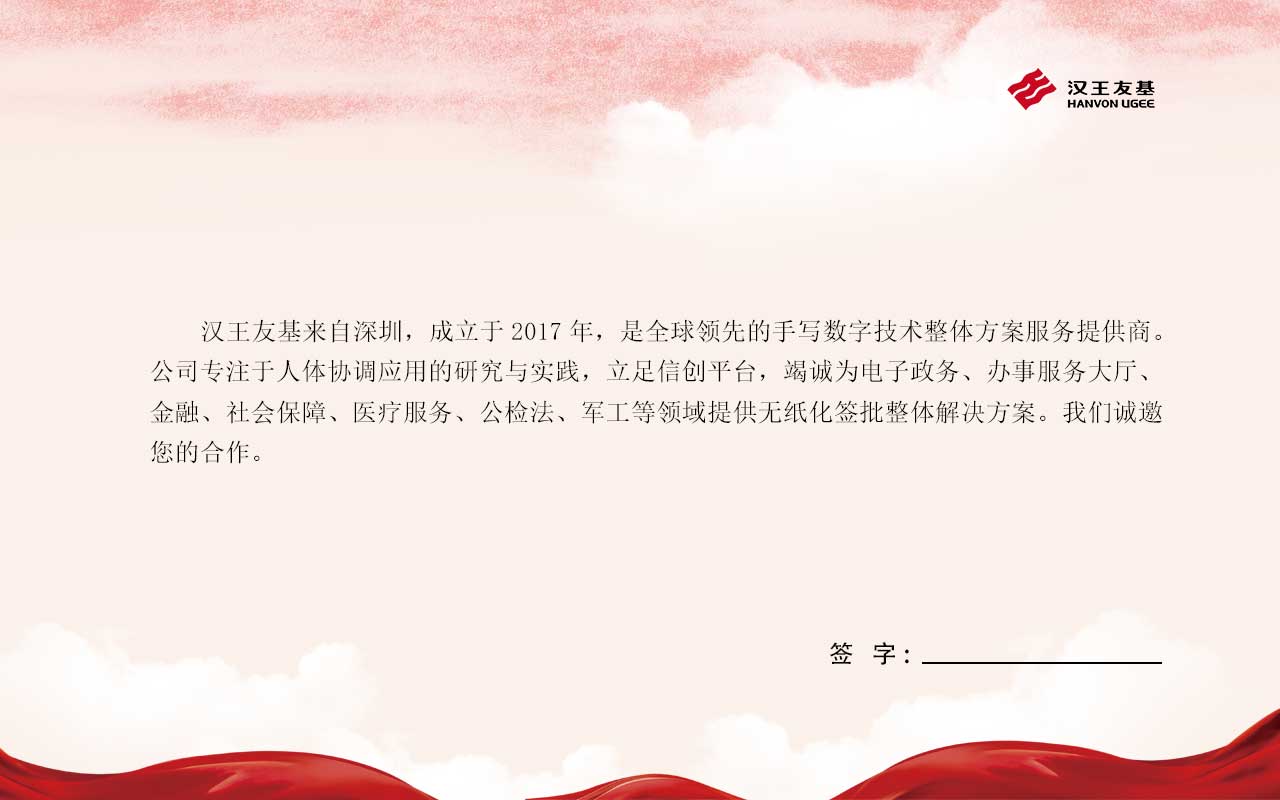 汉王友基
HANVON UGEE
汉王友基来自深圳，成立于 2017 年，是全球领先的手写数字技术整体方案服务提供商。
公司专注于人体协调应用的研究与实践，立足信创平台，竭诚为电子政务、办事服务大厅、
金融、社会保障、医疗服务、公检法、军工等领域提供无纸化签批整体解决方案。我们诚邀
您的合作。
签 字：